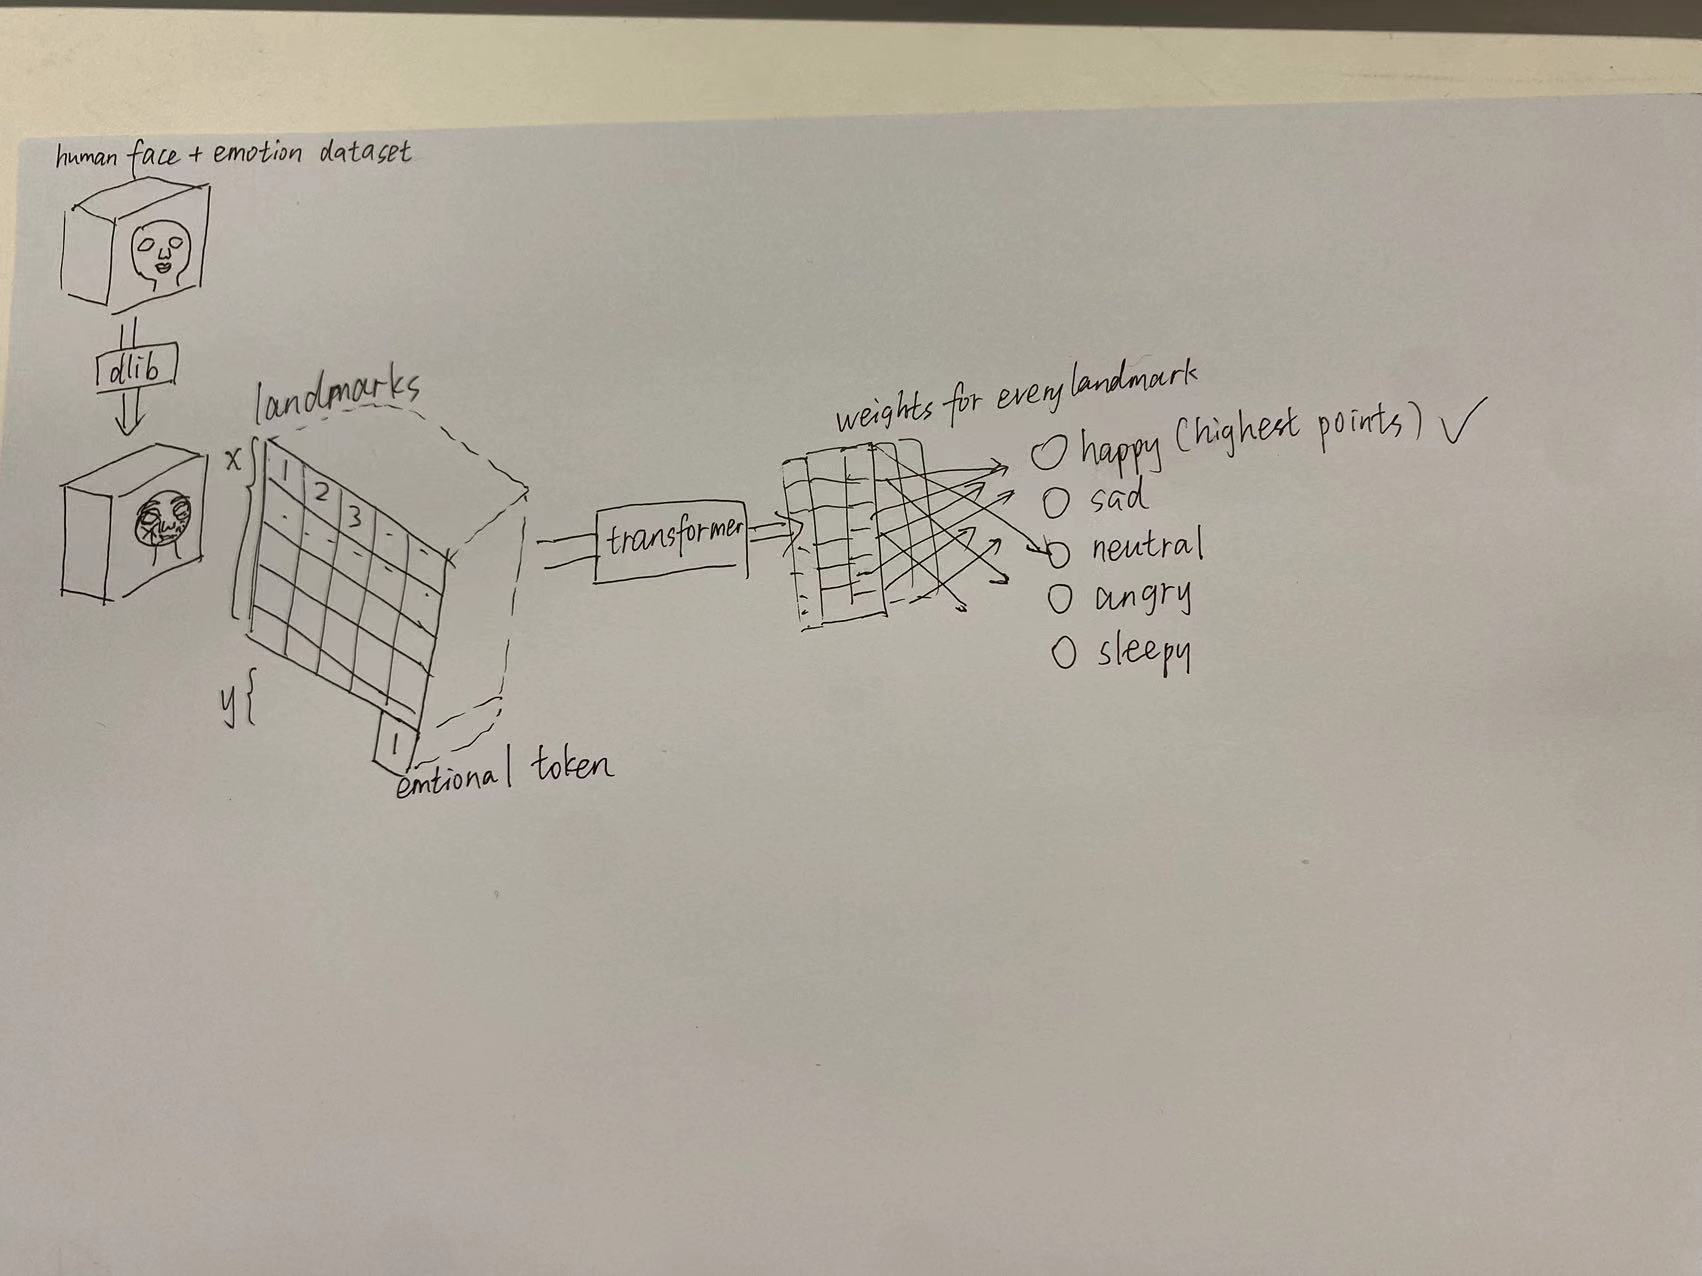 human face + emotion dataset
dlib
landmarks
x
1 2 3
y
1
emtional token
transformer
weights for every landmark
happy (highest points) ✓
sad
neutral
angry
sleepy